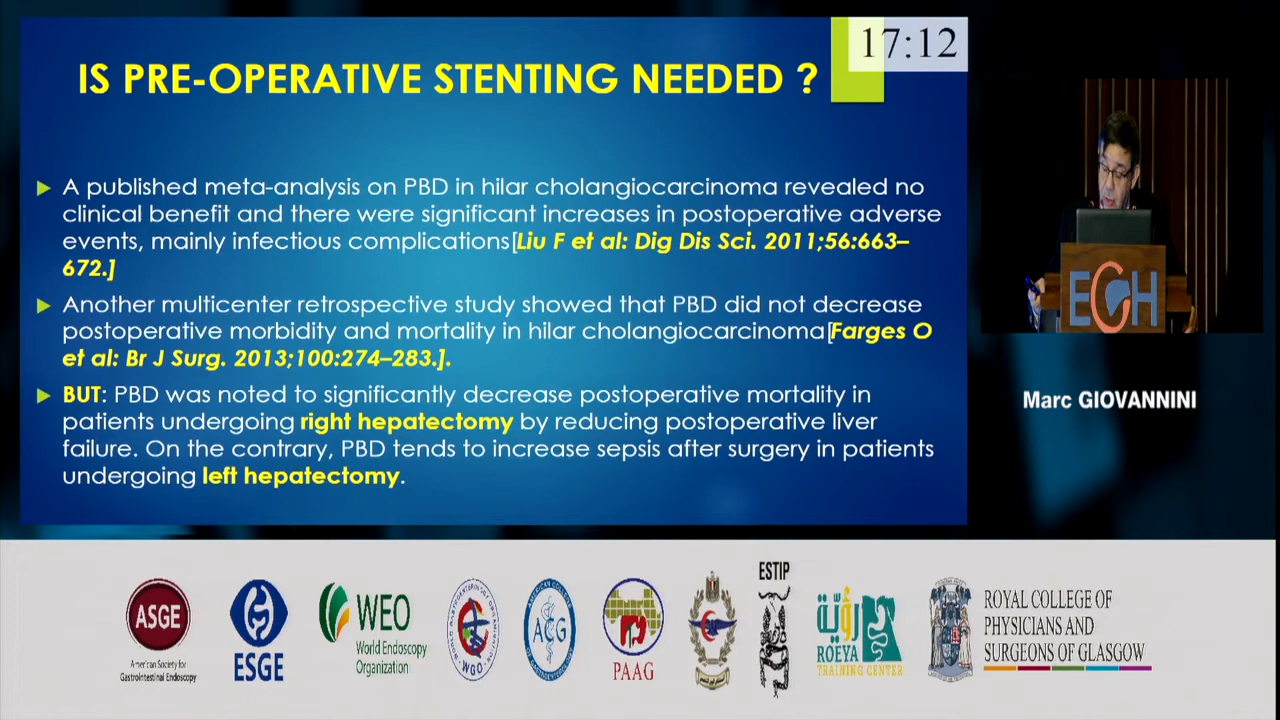 17:12
IS PRE-OPERATIVE STENTING NEEDED ?
A published meta-analysis on PBD in hilar cholangiocarcinoma revealed no
clinical benefit and there were significant increases in postoperative adverse
events, mainly infectious complications[Liu F et al: Dig Dis Sci. 2011;56:663–
672.]
Another multicenter retrospective study showed that PBD did not decrease
postoperative morbidity and mortality in hilar cholangiocarcinoma[Farges O
et al: Br J Surg. 2013;100:274–283.].
BUT: PBD was noted to significantly decrease postoperative mortality in
patients undergoing right hepatectomy by reducing postoperative liver
failure. On the contrary, PBD tends to increase sepsis after surgery in patients
undergoing left hepatectomy.
EGH
Marc GIOVANNINI
ASGE
American Society for
Gastrointestinal Endoscopy
ESGE
WEO
World Endoscopy
Organization
WGO
ACG
PAAG
ESTIP
رؤيّة
ROEYA
TRAINING CENTER
ROYAL COLLEGE OF
PHYSICIANS AND
SURGEONS OF GLASGOW